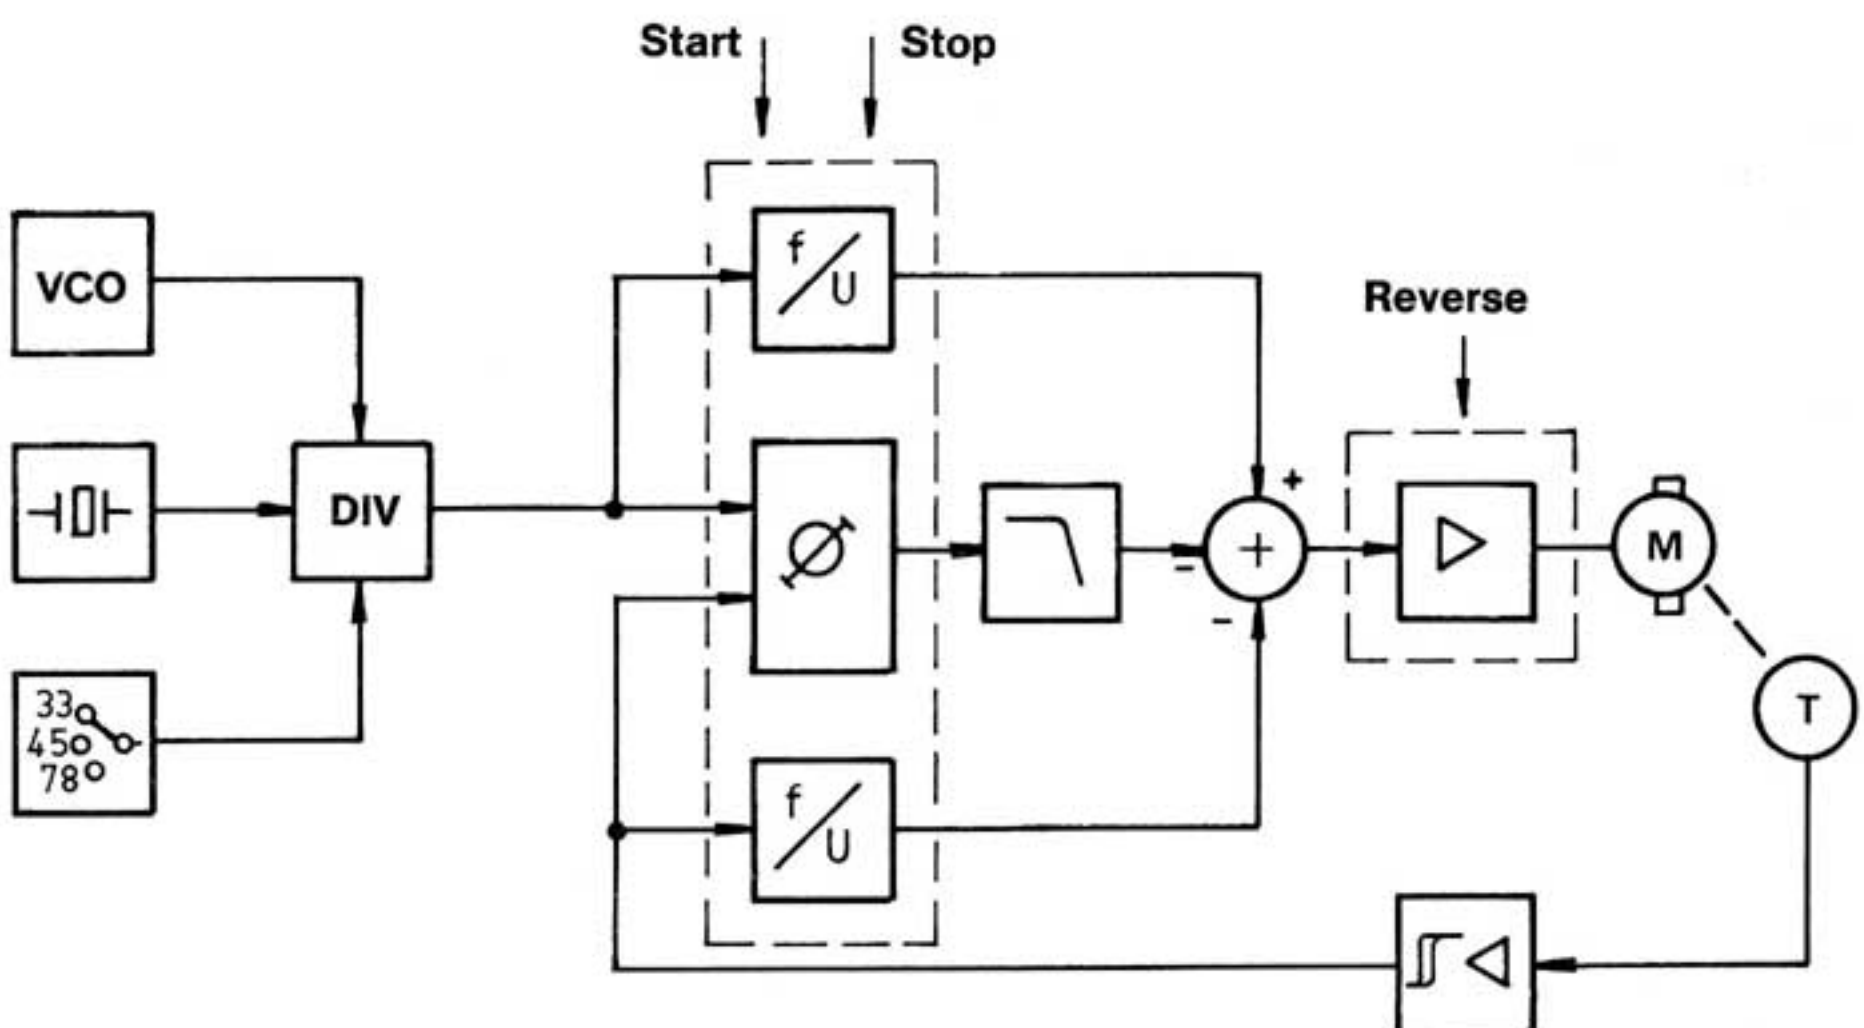 Start
Stop
VCO
f
U
Reverse
DIV
+
-
+
-
M
33
45
78
T
f
U